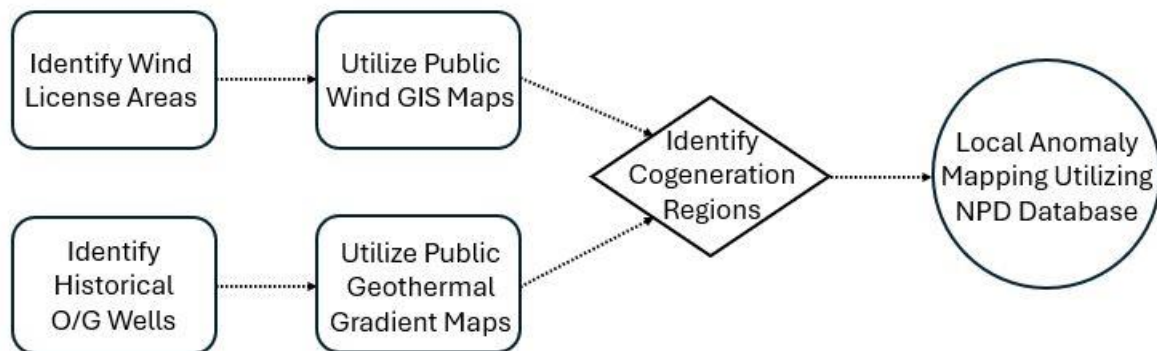 Identify Wind
License Areas
Utilize Public
Wind GIS Maps
Identify
Historical
O/G Wells
Utilize Public
Geothermal
Gradient Maps
Identify
Cogeneration
Regions
Local Anomaly
Mapping Utilizing
NPD Database